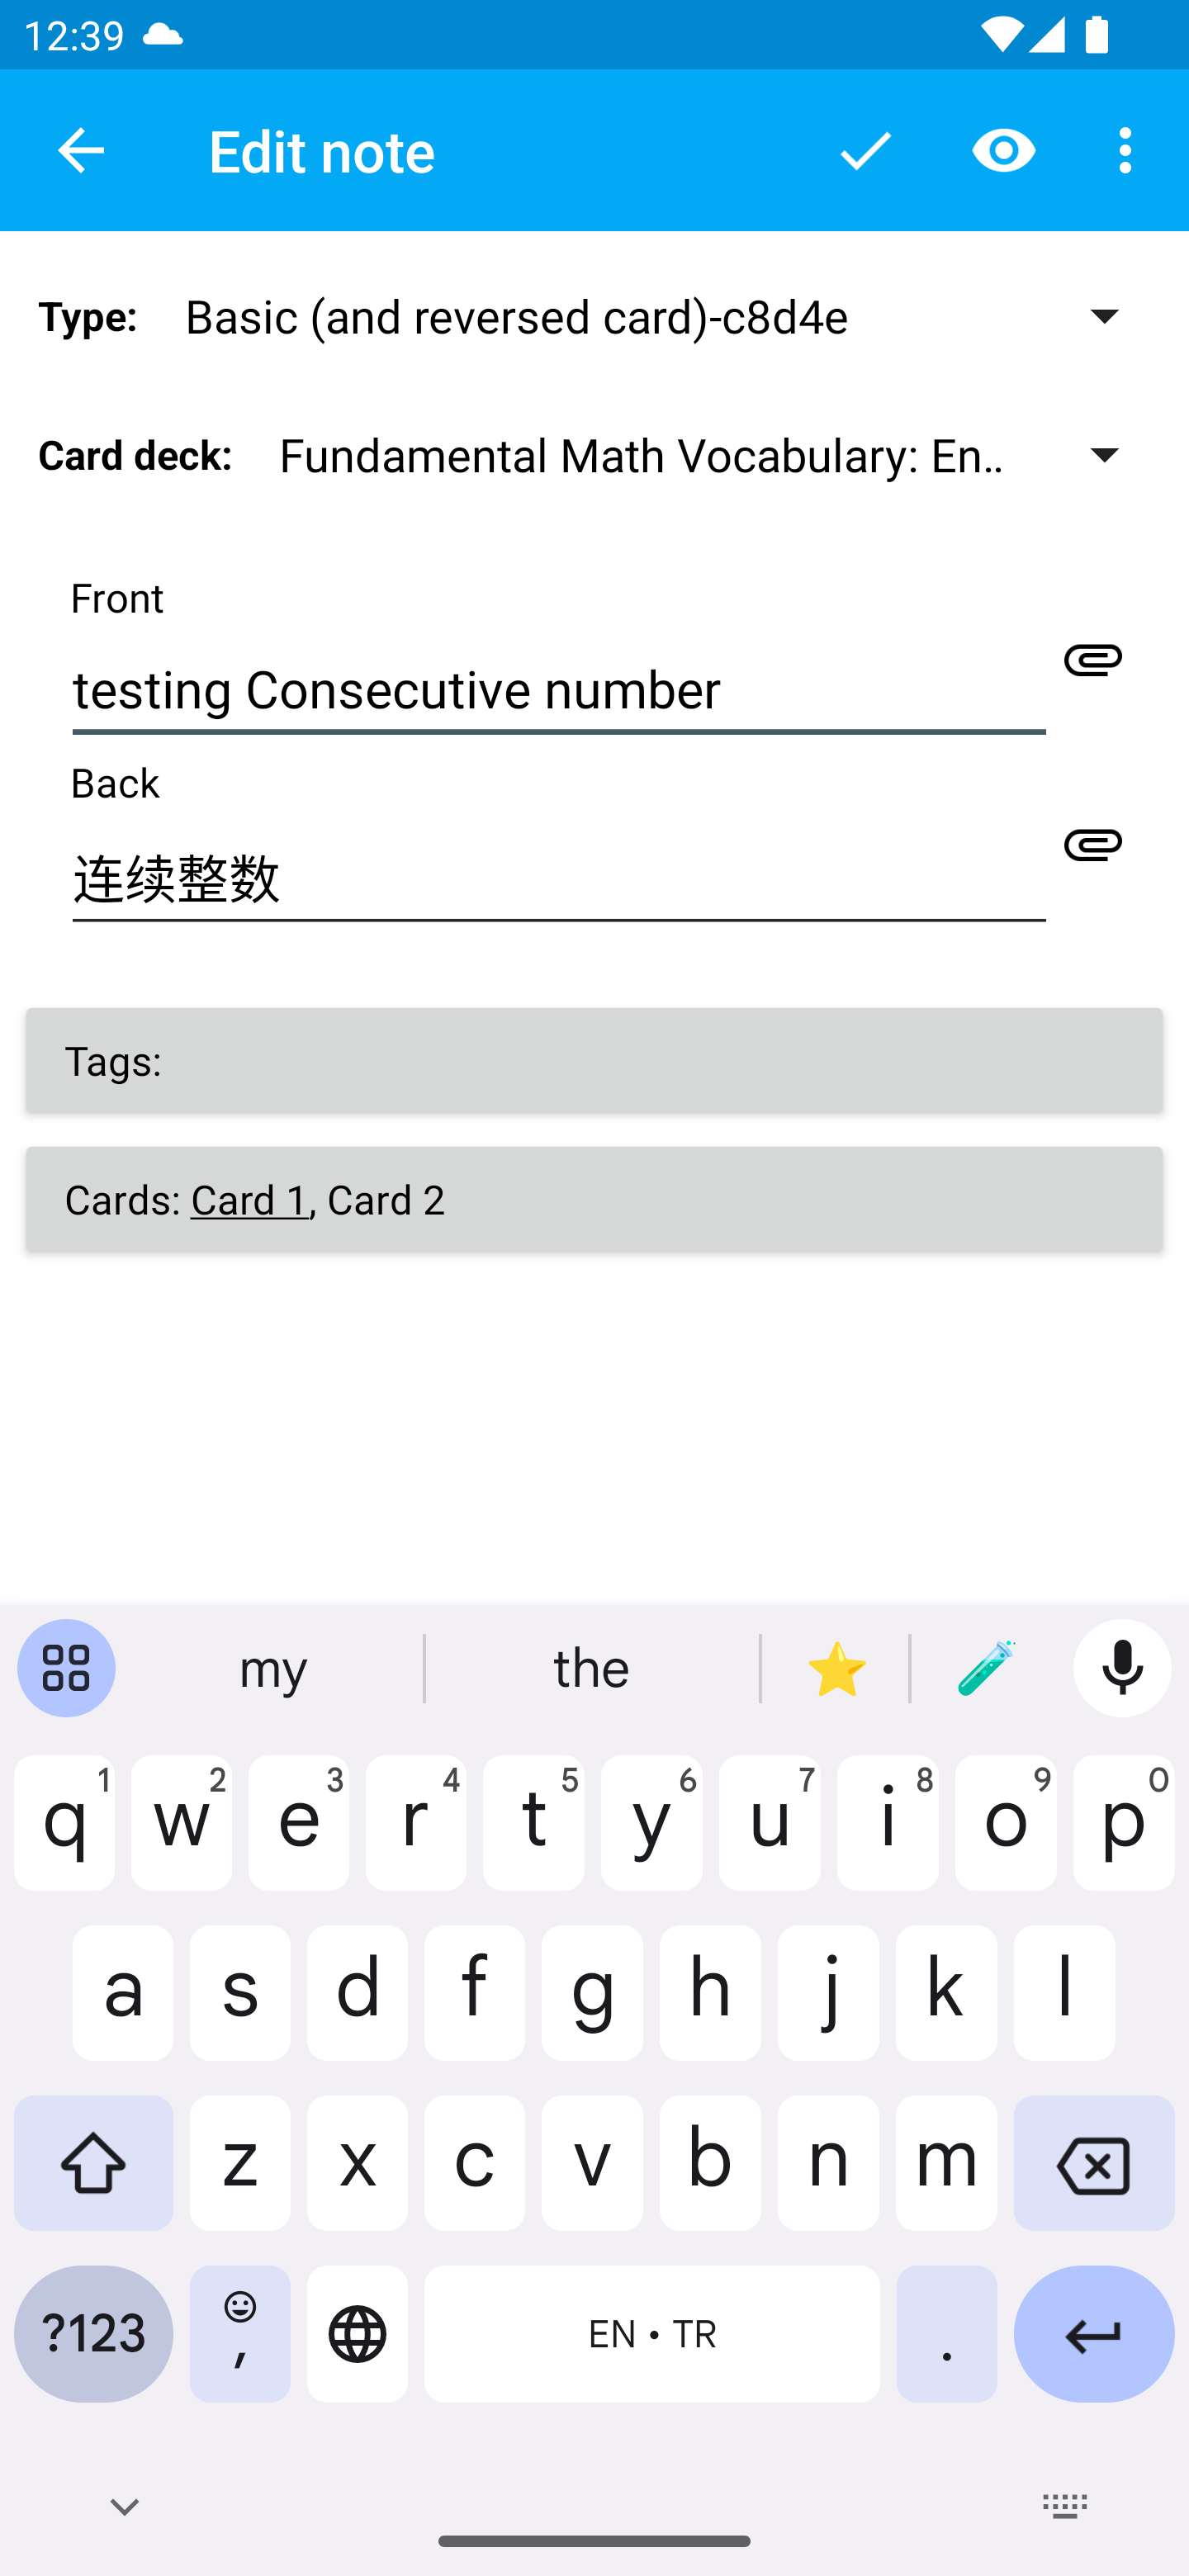 12:39
Edit note
Type: Basic (and reversed card)-c8d4e
Card deck: Fundamental Math Vocabulary: En..
Front
testing Consecutive number
Back
连续整数
Tags:
Cards: Card 1, Card 2
my the
q 1 w 2 e 3 r 4 t 5 y 6 u 7 i 8 o 9 p 0
a s d f g h j k l
z x c v b n m
?123 , EN • TR .